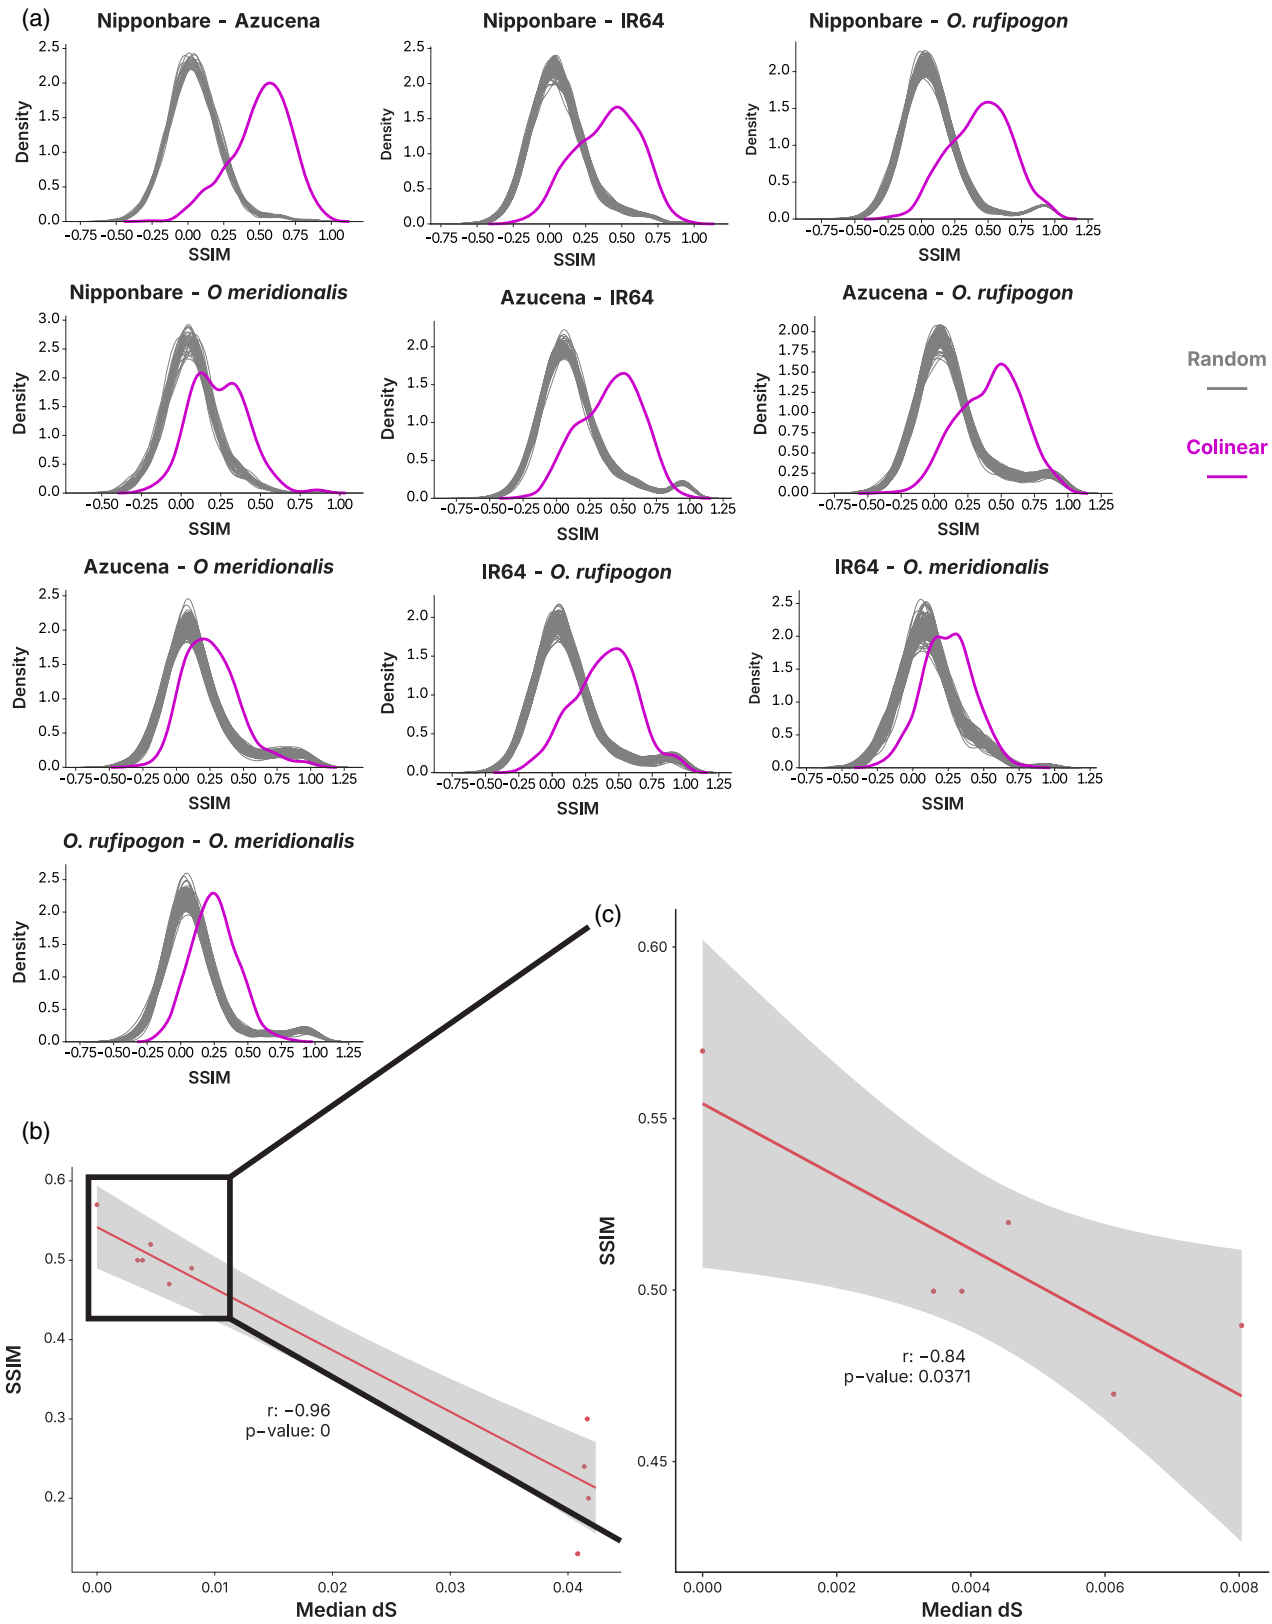 (a)
Nipponbare - Azucena
Density
2.5
2.0
1.5
1.0
0.5
0.0
-0.75 -0.25 0.00 0.25 0.50 0.75 1.00
SSIM
Nipponbare - IR64
Density
2.5
2.0
1.5
1.0
0.5
0.0
-0.75 -0.25 0.00 0.25 0.50 0.75 1.00
SSIM
Nipponbare - O. rufipogon
Density
2.0
1.5
1.0
0.5
0.0
-0.75 -0.25 0.00 0.25 0.50 0.75 1.00 1.25
SSIM
Nipponbare - O meridionalis
Density
3.0
2.5
2.0
1.5
1.0
0.5
0.0
-0.50 -0.25 0.00 0.25 0.50 0.75 1.00
SSIM
Azucena - IR64
Density
2.0
1.5
1.0
0.5
0.0
-0.75 -0.25 0.00 0.25 0.50 0.75 1.00 1.25
SSIM
Azucena - O. rufipogon
Density
2.00
1.75
1.50
1.25
1.00
0.75
0.50
0.25
0.00
-0.75 -0.25 0.00 0.25 0.50 0.75 1.00 1.25
SSIM
Random
Colinear
Azucena - O meridionalis
Density
2.5
2.0
1.5
1.0
0.5
0.0
-0.75 -0.25 0.00 0.25 0.50 0.75 1.00 1.25
SSIM
IR64 - O. rufipogon
Density
2.0
1.5
1.0
0.5
0.0
-0.75 -0.25 0.00 0.25 0.50 0.75 1.00 1.25
SSIM
IR64 - O. meridionalis
Density
2.5
2.0
1.5
1.0
0.5
0.0
-0.75 -0.25 0.00 0.25 0.50 0.75 1.00
SSIM
O. rufipogon - O. meridionalis
Density
2.5
2.0
1.5
1.0
0.5
0.0
-0.75 -0.50 -0.25 0.00 0.25 0.50 0.75 1.00 1.25
SSIM
(b)
SSIM
0.6
0.5
0.4
0.3
0.2
r: −0.96
p−value: 0
0.00 0.01 0.02 0.03 0.04
Median dS
(c)
SSIM
0.60
0.55
0.50
0.45
r: −0.84
p−value: 0.0371
0.000 0.002 0.004 0.006 0.008
Median dS